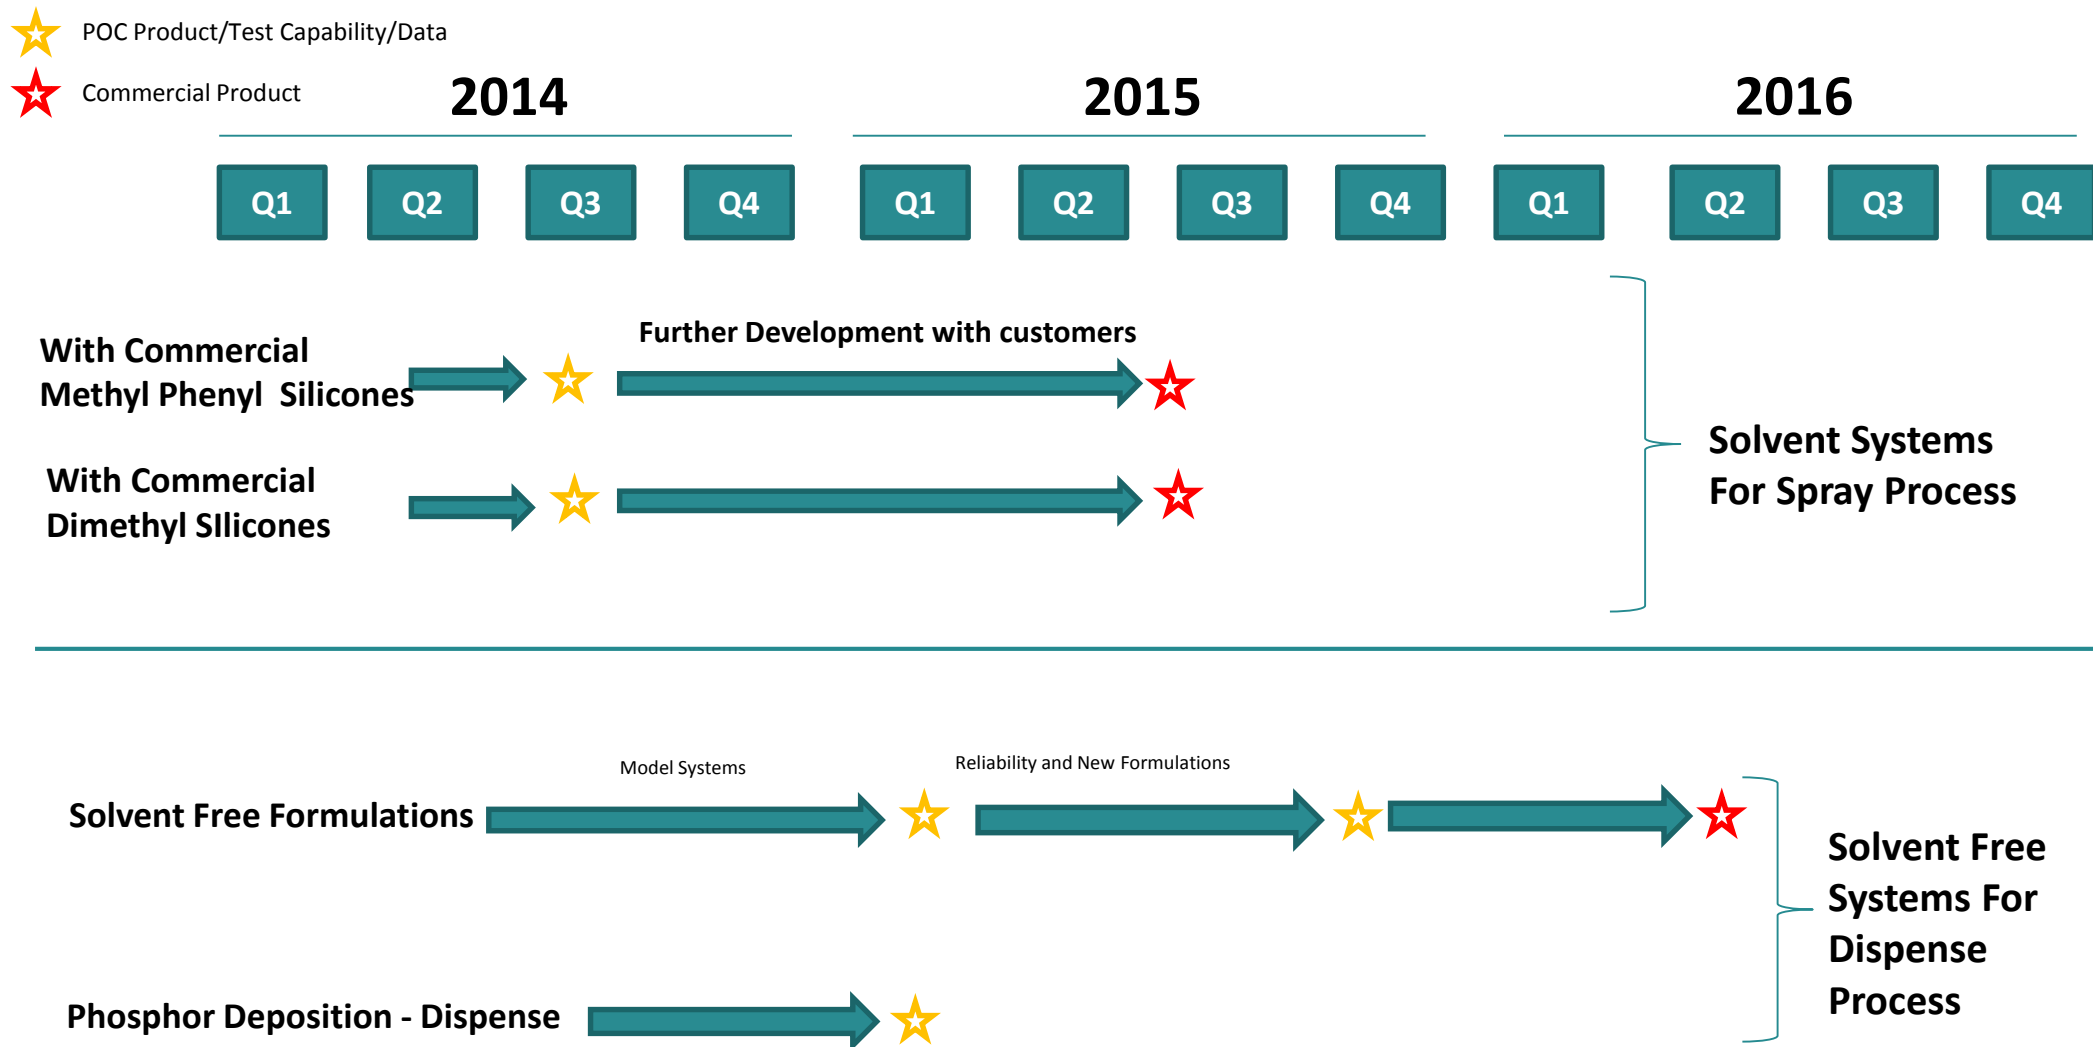 POC Product/Test Capability/Data
Commercial Product
2014
2015
2016
Q1
Q2
Q3
Q4
Q1
Q2
Q3
Q4
Q1
Q2
Q3
Q4
With Commercial
Methyl Phenyl Silicones
Further Development with customers
With Commercial
Dimethyl SIlicones
Solvent Systems
For Spray Process
Model Systems
Reliability and New Formulations
Solvent Free Formulations
Phosphor Deposition - Dispense
Solvent Free
Systems For
Dispense
Process